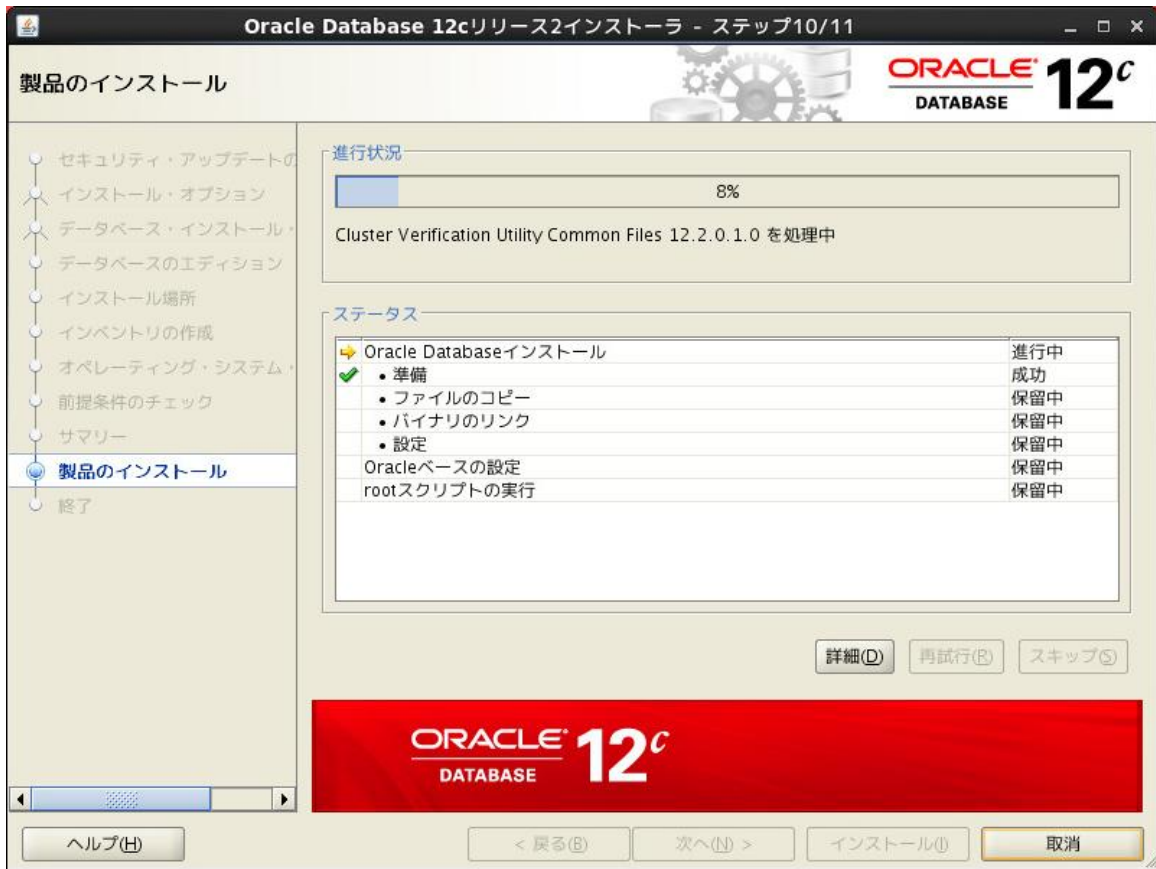 Oracle Database 12cリリース2インストーラ - ステップ10/11
製品のインストール
ORACLE
DATABASE
12c
セキュリティ・アップデートの
インストール・オプション
データベース・インストール・
データベースのエディション
インストール場所
インベントリの作成
オペレーティング・システム・
前提条件のチェック
サマリー
製品のインストール
終了
進行状況
8%
Cluster Verification Utility Common Files 12.2.0.1.0 を処理中
ステータス
Oracle Databaseインストール 進行中
• 準備 成功
• ファイルのコピー 保留中
• バイナリのリンク 保留中
• 設定 保留中
Oracleベースの設定 保留中
rootスクリプトの実行 保留中
詳細(D) 再試行(R) スキップ(S)
ORACLE
DATABASE
12c
ヘルプ(H) < 戻る(B) 次へ(N) > インストール(I) 取消